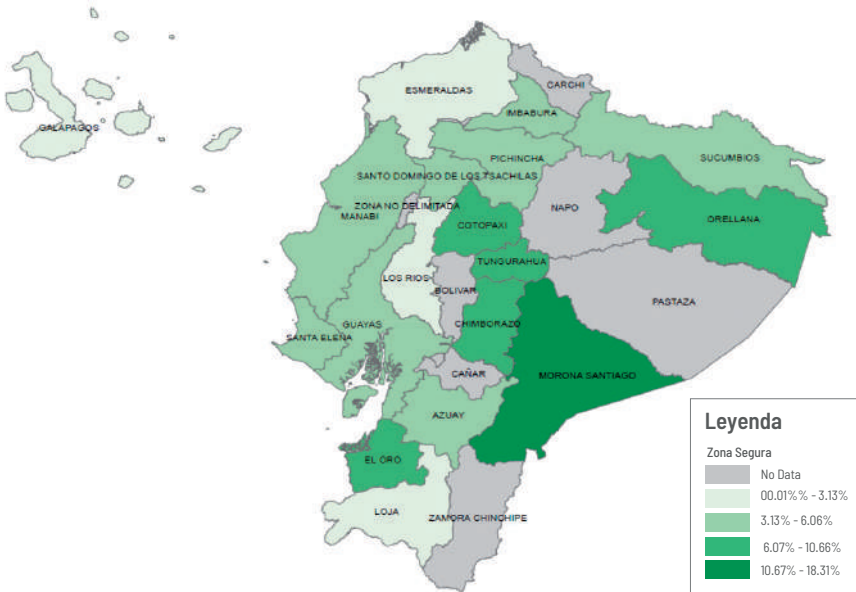 CARCHI
ESMERALDAS
IMBABURA
GALAPAGOS
PICHINCHA
SUCUMBIOS
SANTO DOMINGO DE LOS TSACHILAS
ZONA NO DELIMITADA
NAPO
MANABI
COTOPAXI
ORELLANA
TUNGURAHUA
LOS RIOS
BOLIVAR
PASTAZA
GUAYAS
CHIMBORAZO
SANTA ELENA
CAÑAR
MORONA SANTIAGO
AZUAY
EL ORO
LOJA
ZAMORA CHINCHIPE
Leyenda
Zona Segura
No Data
00.01%% - 3.13%
3.13% - 6.06%
6.07% - 10.66%
10.67% - 18.31%